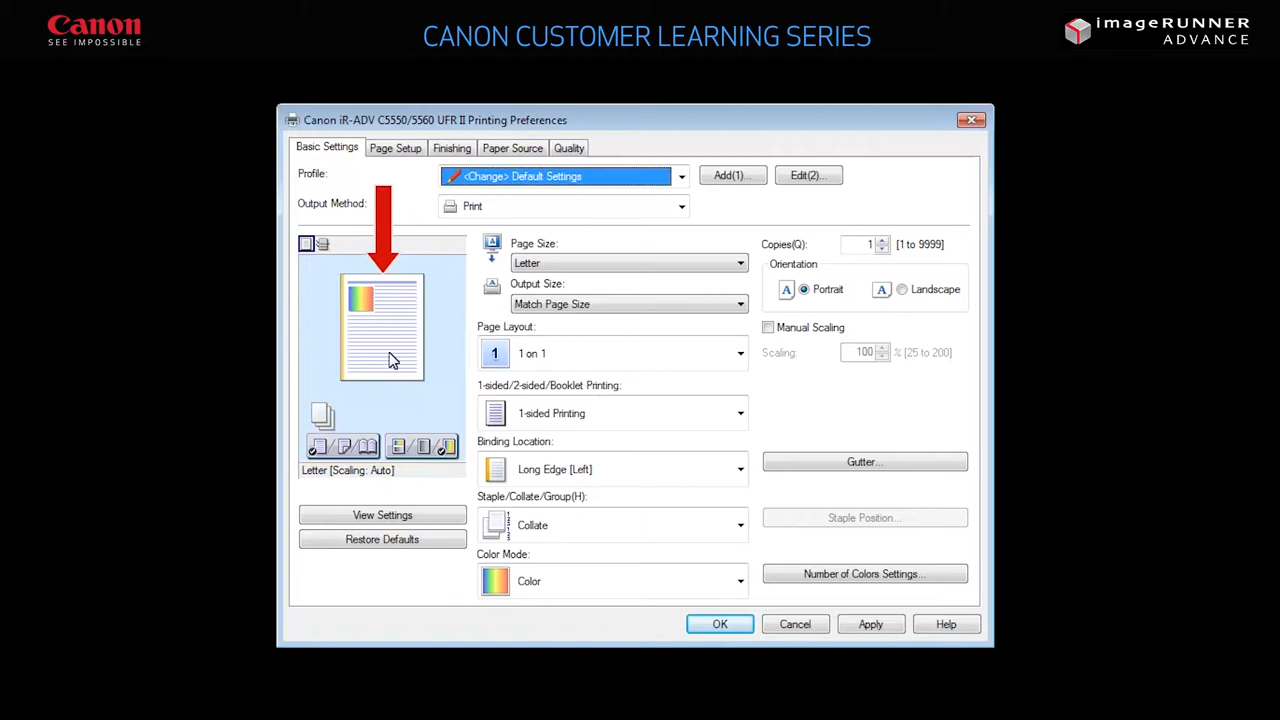 Canon
SEE IMPOSSIBLE
CANON CUSTOMER LEARNING SERIES
imageRUNNER
ADVANCE
Canon iR-ADV C5550/5560 UFR II Printing Preferences
Basic Settings
Page Setup
Finishing
Paper Source
Quality
Profile:
<Change> Default Settings
Add(1)...
Edit(2)...
Output Method:
Print
Page Size:
Letter
Output Size:
Match Page Size
Copies(Q):
1
[1 to 9999]
Orientation
A
Portrait
A
Landscape
Page Layout:
1
1 on 1
Manual Scaling
Scaling:
100
% [25 to 200]
1-sided/2-sided/Booklet Printing:
1-sided Printing
Binding Location:
Long Edge [Left]
Gutter...
Letter [Scaling: Auto]
Staple/Collate/Group(H):
Collate
Staple Position...
View Settings
Restore Defaults
Color Mode:
Color
Number of Colors Settings...
OK
Cancel
Apply
Help